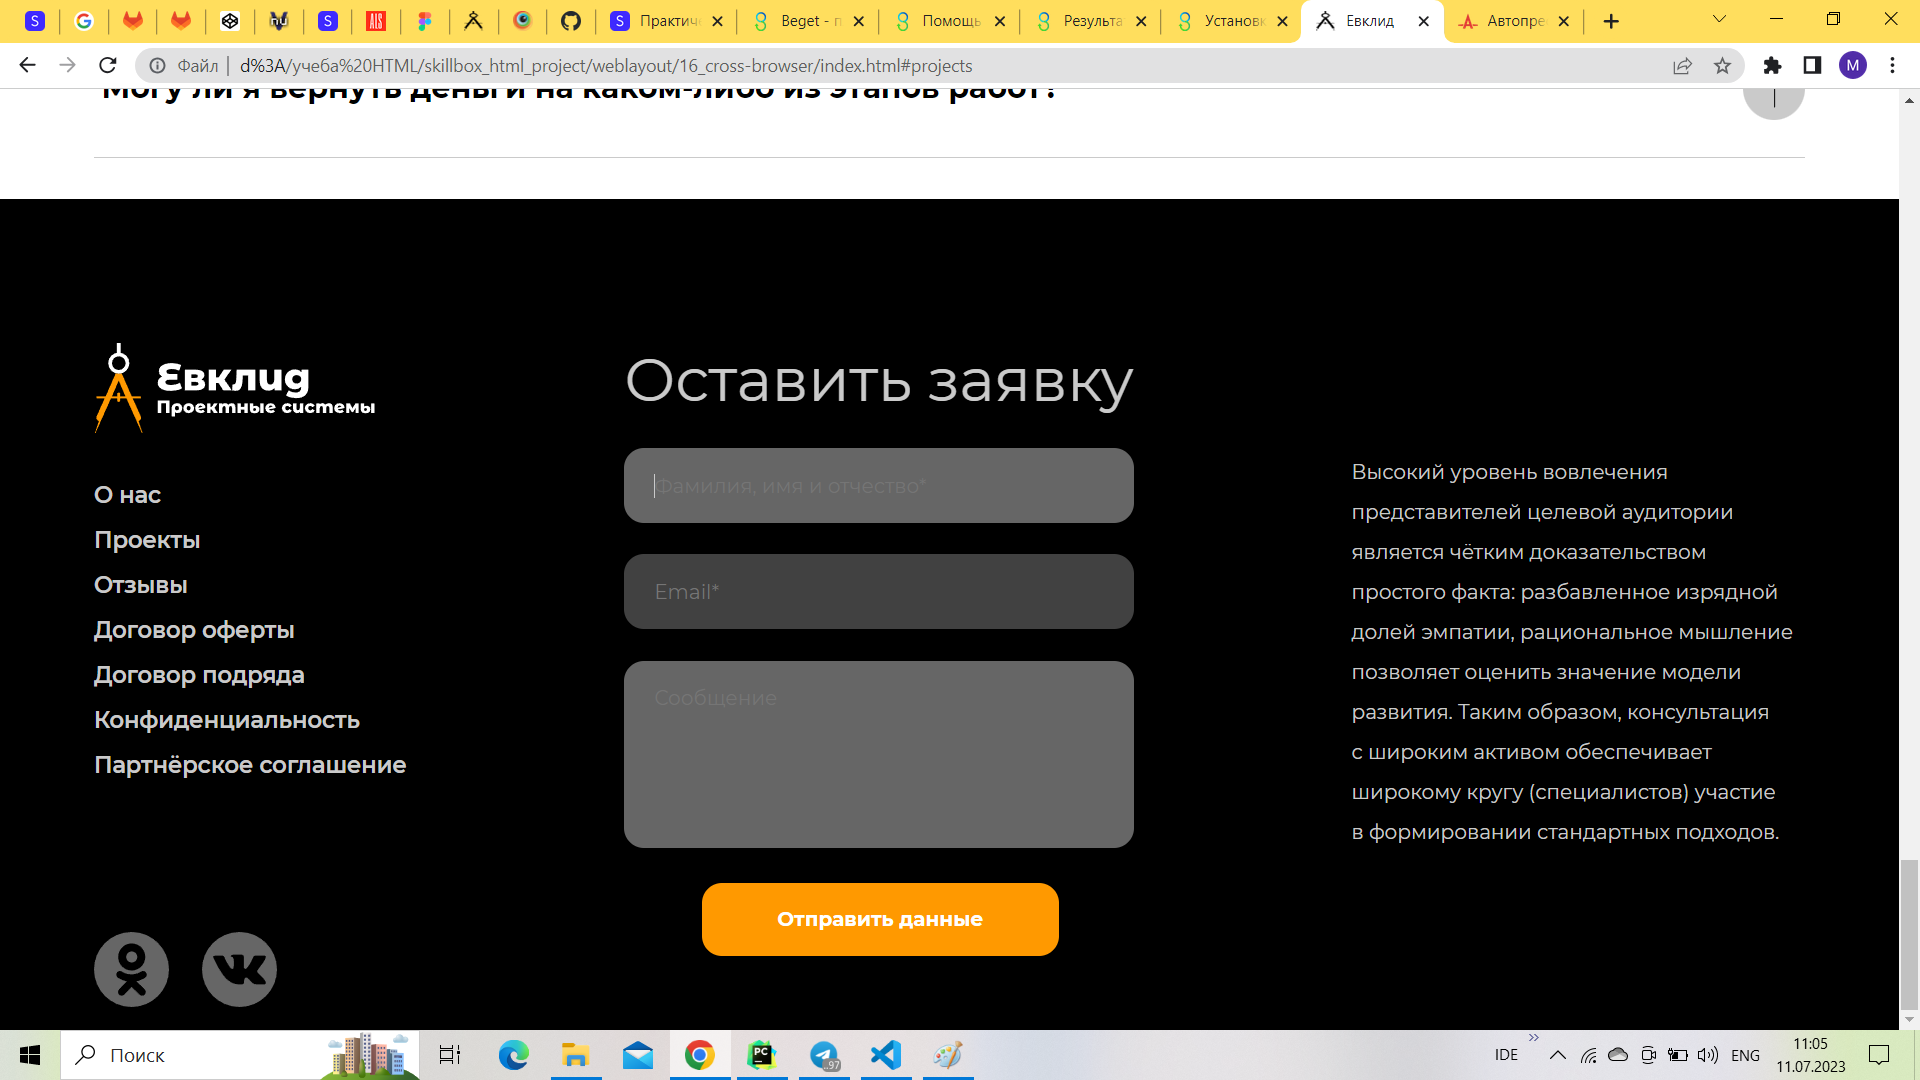 Практич
Beget - п
Помощь
Результа
Установк
Евклид
Автопре
Файл
d%3A/учеба%20HTML/skillbox_html_project/weblayout/16_cross-browser/index.html#projects
M
Могу ли я вернуть деньги на каком-либо из этапов работ?
Евклид
Проектные системы
О нас
Проекты
Отзывы
Договор оферты
Договор подряда
Конфиденциальность
Партнёрское соглашение
Оставить заявку
Фамилия, имя и отчество*
Email*
Сообщение
Отправить данные
Высокий уровень вовлечения
представителей целевой аудитории
является чётким доказательством
простого факта: разбавленное изрядной
долей эмпатии, рациональное мышление
позволяет оценить значение модели
развития. Таким образом, консультация
с широким активом обеспечивает
широкому кругу (специалистов) участие
в формировании стандартных подходов.
Поиск
PC
..97
IDE
ENG
11:05
11.07.2023